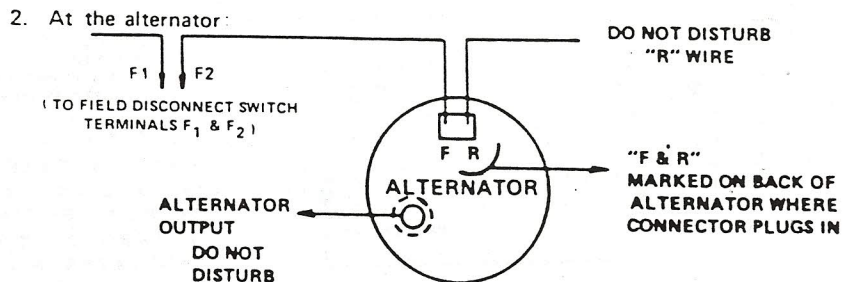 2. At the alternator:
DO NOT DISTURB
"R" WIRE
F1 F2
( TO FIELD DISCONNECT SWITCH
TERMINALS F1 & F2 )
F R
ALTERNATOR
"F & R"
MARKED ON BACK OF
ALTERNATOR WHERE
CONNECTOR PLUGS IN
ALTERNATOR
OUTPUT
DO NOT
DISTURB